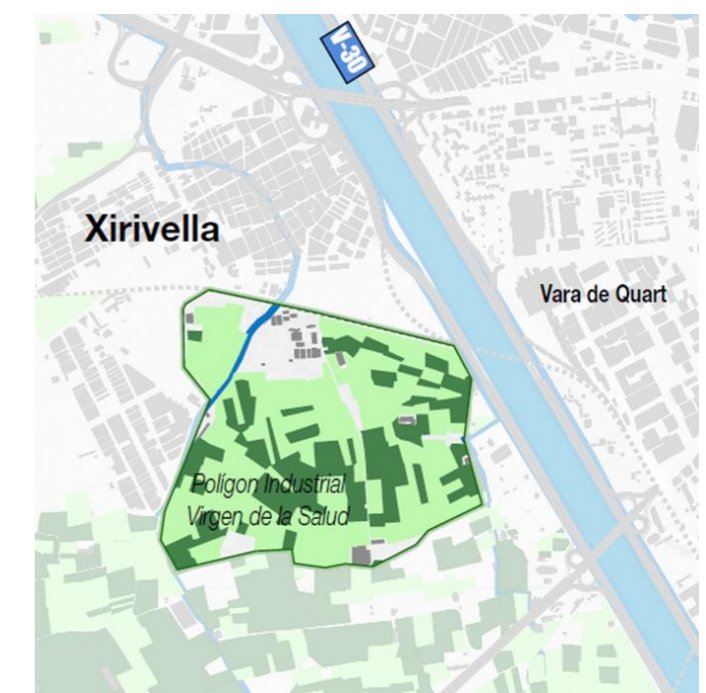 V-30
Xirivella
Vara de Quart
Polígon Industrial
Virgen de la Salud